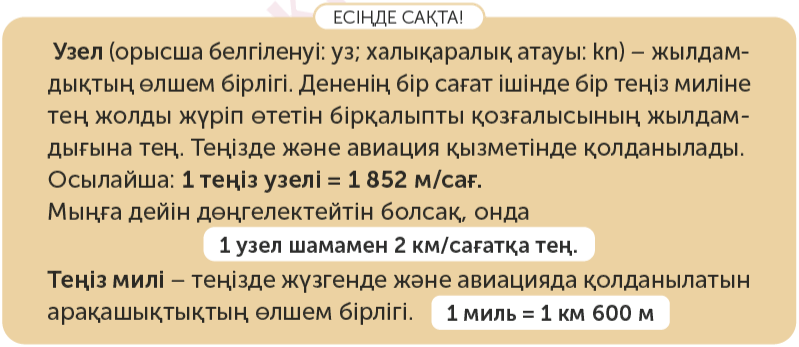 ЕСІҢДЕ САҚТА!
Узел (орысша белгіленуі: уз; халықаралық атауы: kn) – жылдам-
дықтың өлшем бірлігі. Дененің бір сағат ішінде бір теңіз миліне
тең жолды жүріп өтетін бірқалыпты қозғалысының жылдам-
дығына тең. Теңізде және авиация қызметінде қолданылады.
Осылайша: 1 теңіз узелі = 1 852 м/сағ.
Мыңға дейін дөңгелектейтін болсақ, онда
1 узел шамамен 2 км/сағатқа тең.
Теңіз милі – теңізде жүзгенде және авиацияда қолданылатын
арақашықтықтың өлшем бірлігі. 1 миль = 1 км 600 м